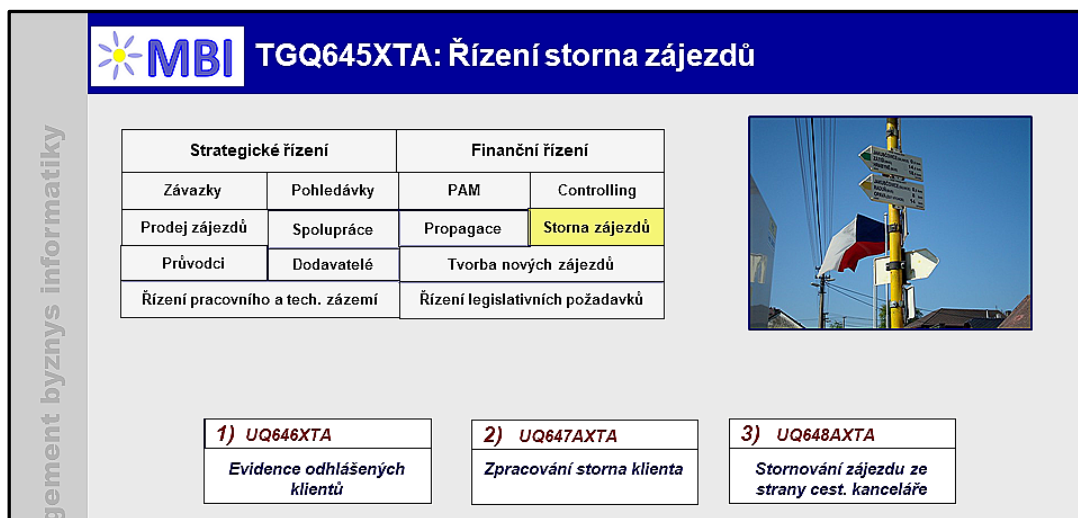 MBI
TGQ645XTA: Řízení storna zájezdů
gement byznys informatiky
Strategické řízení
Finanční řízení
Závazky
Pohledávky
PAM
Controlling
Prodej zájezdů
Spolupráce
Propagace
Storna zájezdů
Průvodci
Dodavatelé
Tvorba nových zájezdů
Řízení pracovního a tech. zázemí
Řízení legislativních požadavků
1) UQ646XTA
Evidence odhlášených
klientů
2) UQ647AXTA
Zpracování storna klienta
3) UQ648AXTA
Stornování zájezdu ze
strany cest. kanceláře